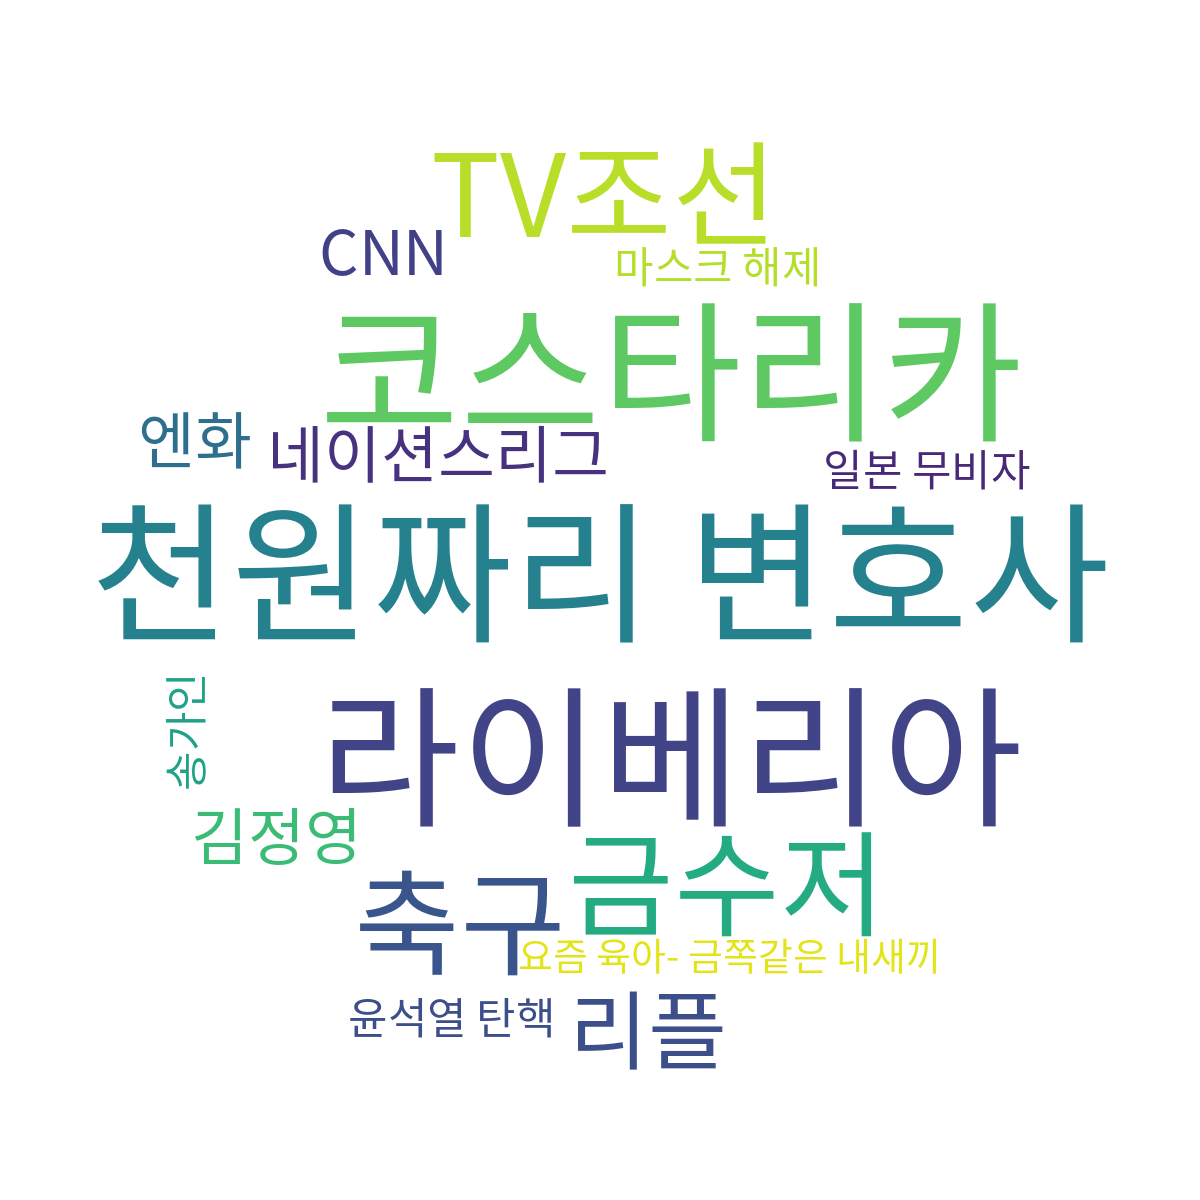 TV조선
CNN
마스크 해제
코스타리카
엔화
네이션스리그
일본 무비자
천원짜리 변호사
송가인
라이베리아
김정영
금수저
축구
요즘 육아- 금쪽같은 내새끼
윤석열 탄핵
리플